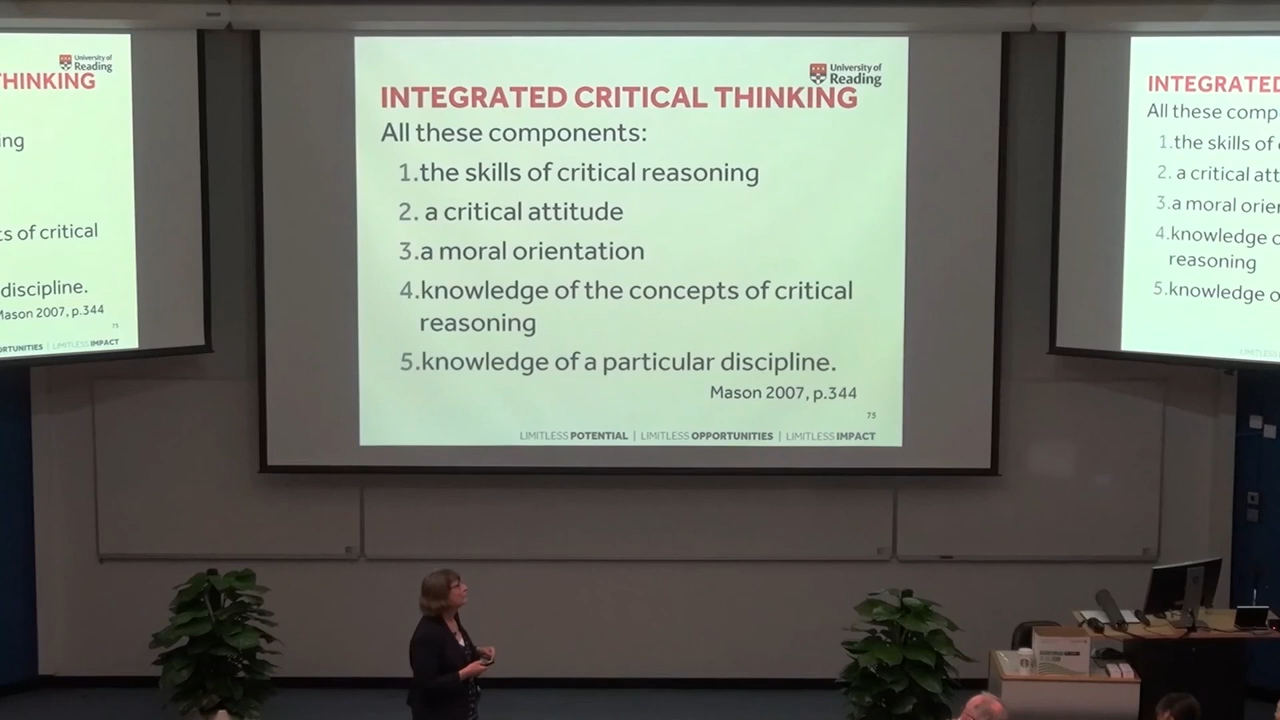 University of
Reading
THINKING
ing
ts of critical
discipline.
Mason 2007, p.344
75
ORTUNITIES | LIMITLESS IMPACT
University of
Reading
INTEGRATED CRITICAL THINKING
All these components:
1.the skills of critical reasoning
2. a critical attitude
3.a moral orientation
4.knowledge of the concepts of critical
reasoning
5.knowledge of a particular discipline.
Mason 2007, p.344
75
LIMITLESS POTENTIAL | LIMITLESS OPPORTUNITIES | LIMITLESS IMPACT
INTEGRATED
All these comp
1.the skills of
2. a critical att
3.a moral orien
4.knowledge o
reasoning
5.knowledge o